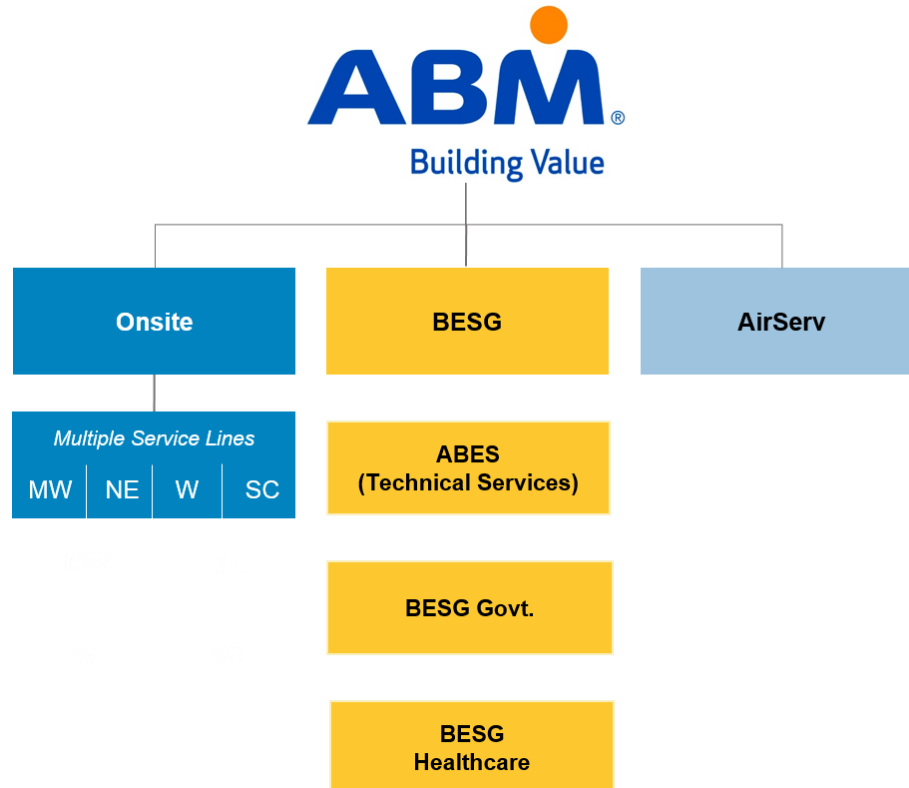 ABM®
Building Value
Onsite
BESG
AirServ
Multiple Service Lines
MW NE W SC
ABES
(Technical Services)
BESG Govt.
BESG
Healthcare